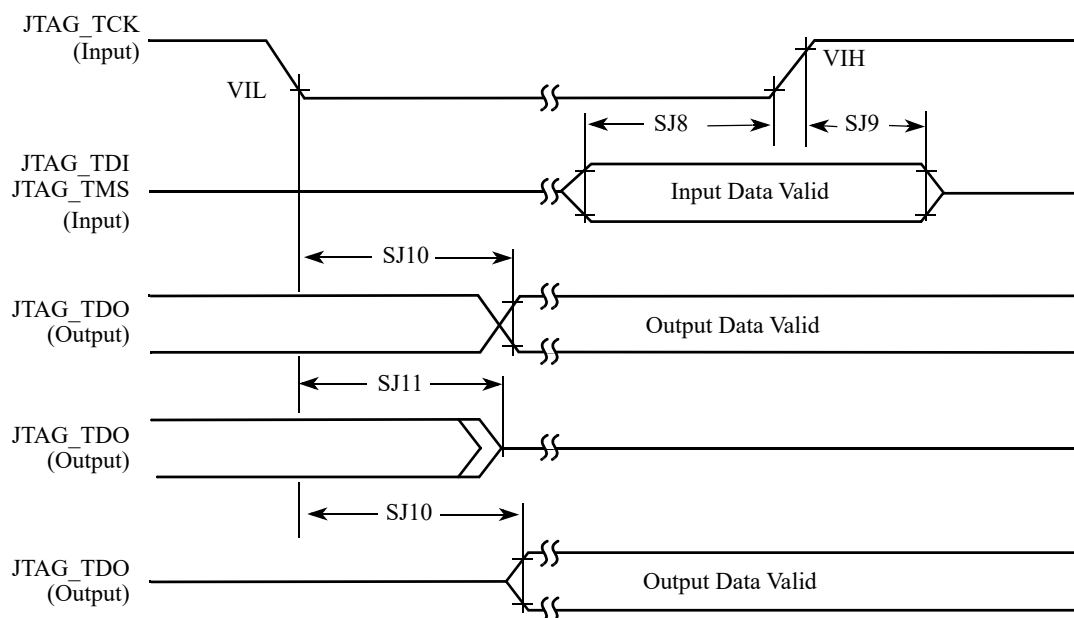 JTAG_TCK
(Input)
VIL
VIH
SJ8
SJ9
JTAG_TDI
JTAG_TMS
(Input)
Input Data Valid
SJ10
JTAG_TDO
(Output)
Output Data Valid
SJ11
JTAG_TDO
(Output)
SJ10
JTAG_TDO
(Output)
Output Data Valid